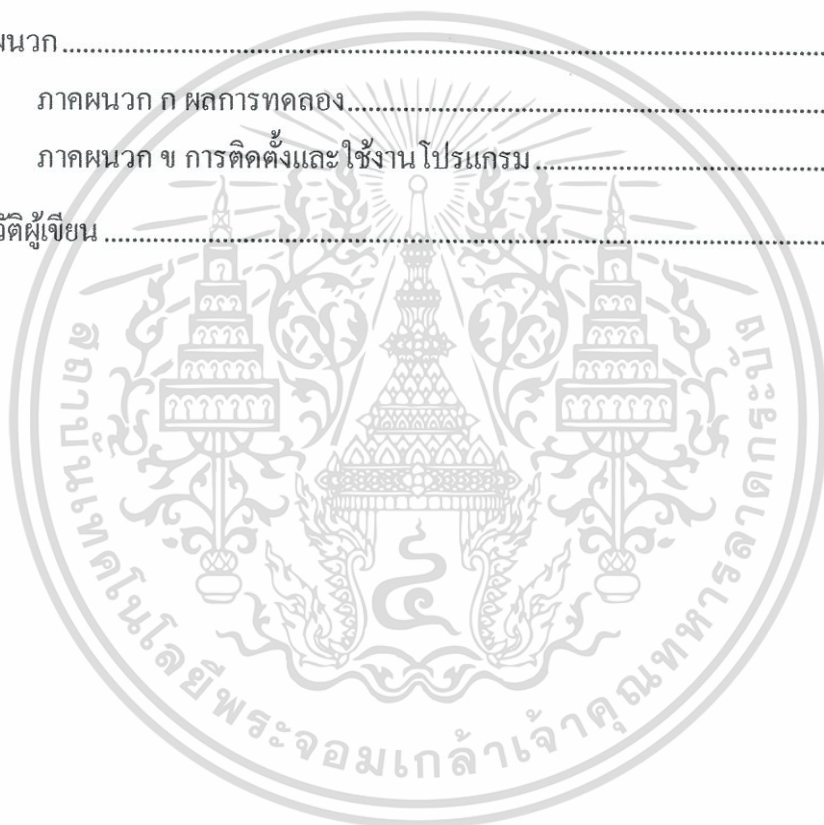 ผนวก
ภาคผนวก ก ผลการทดลอง
ภาคผนวก ข การติดตั้งและใช้งานโปรแกรม
วัติผู้เขียน
สถาบันเทคโนโลยีพระจอมเกล้าเจ้าคุณทหารลาดกระบัง